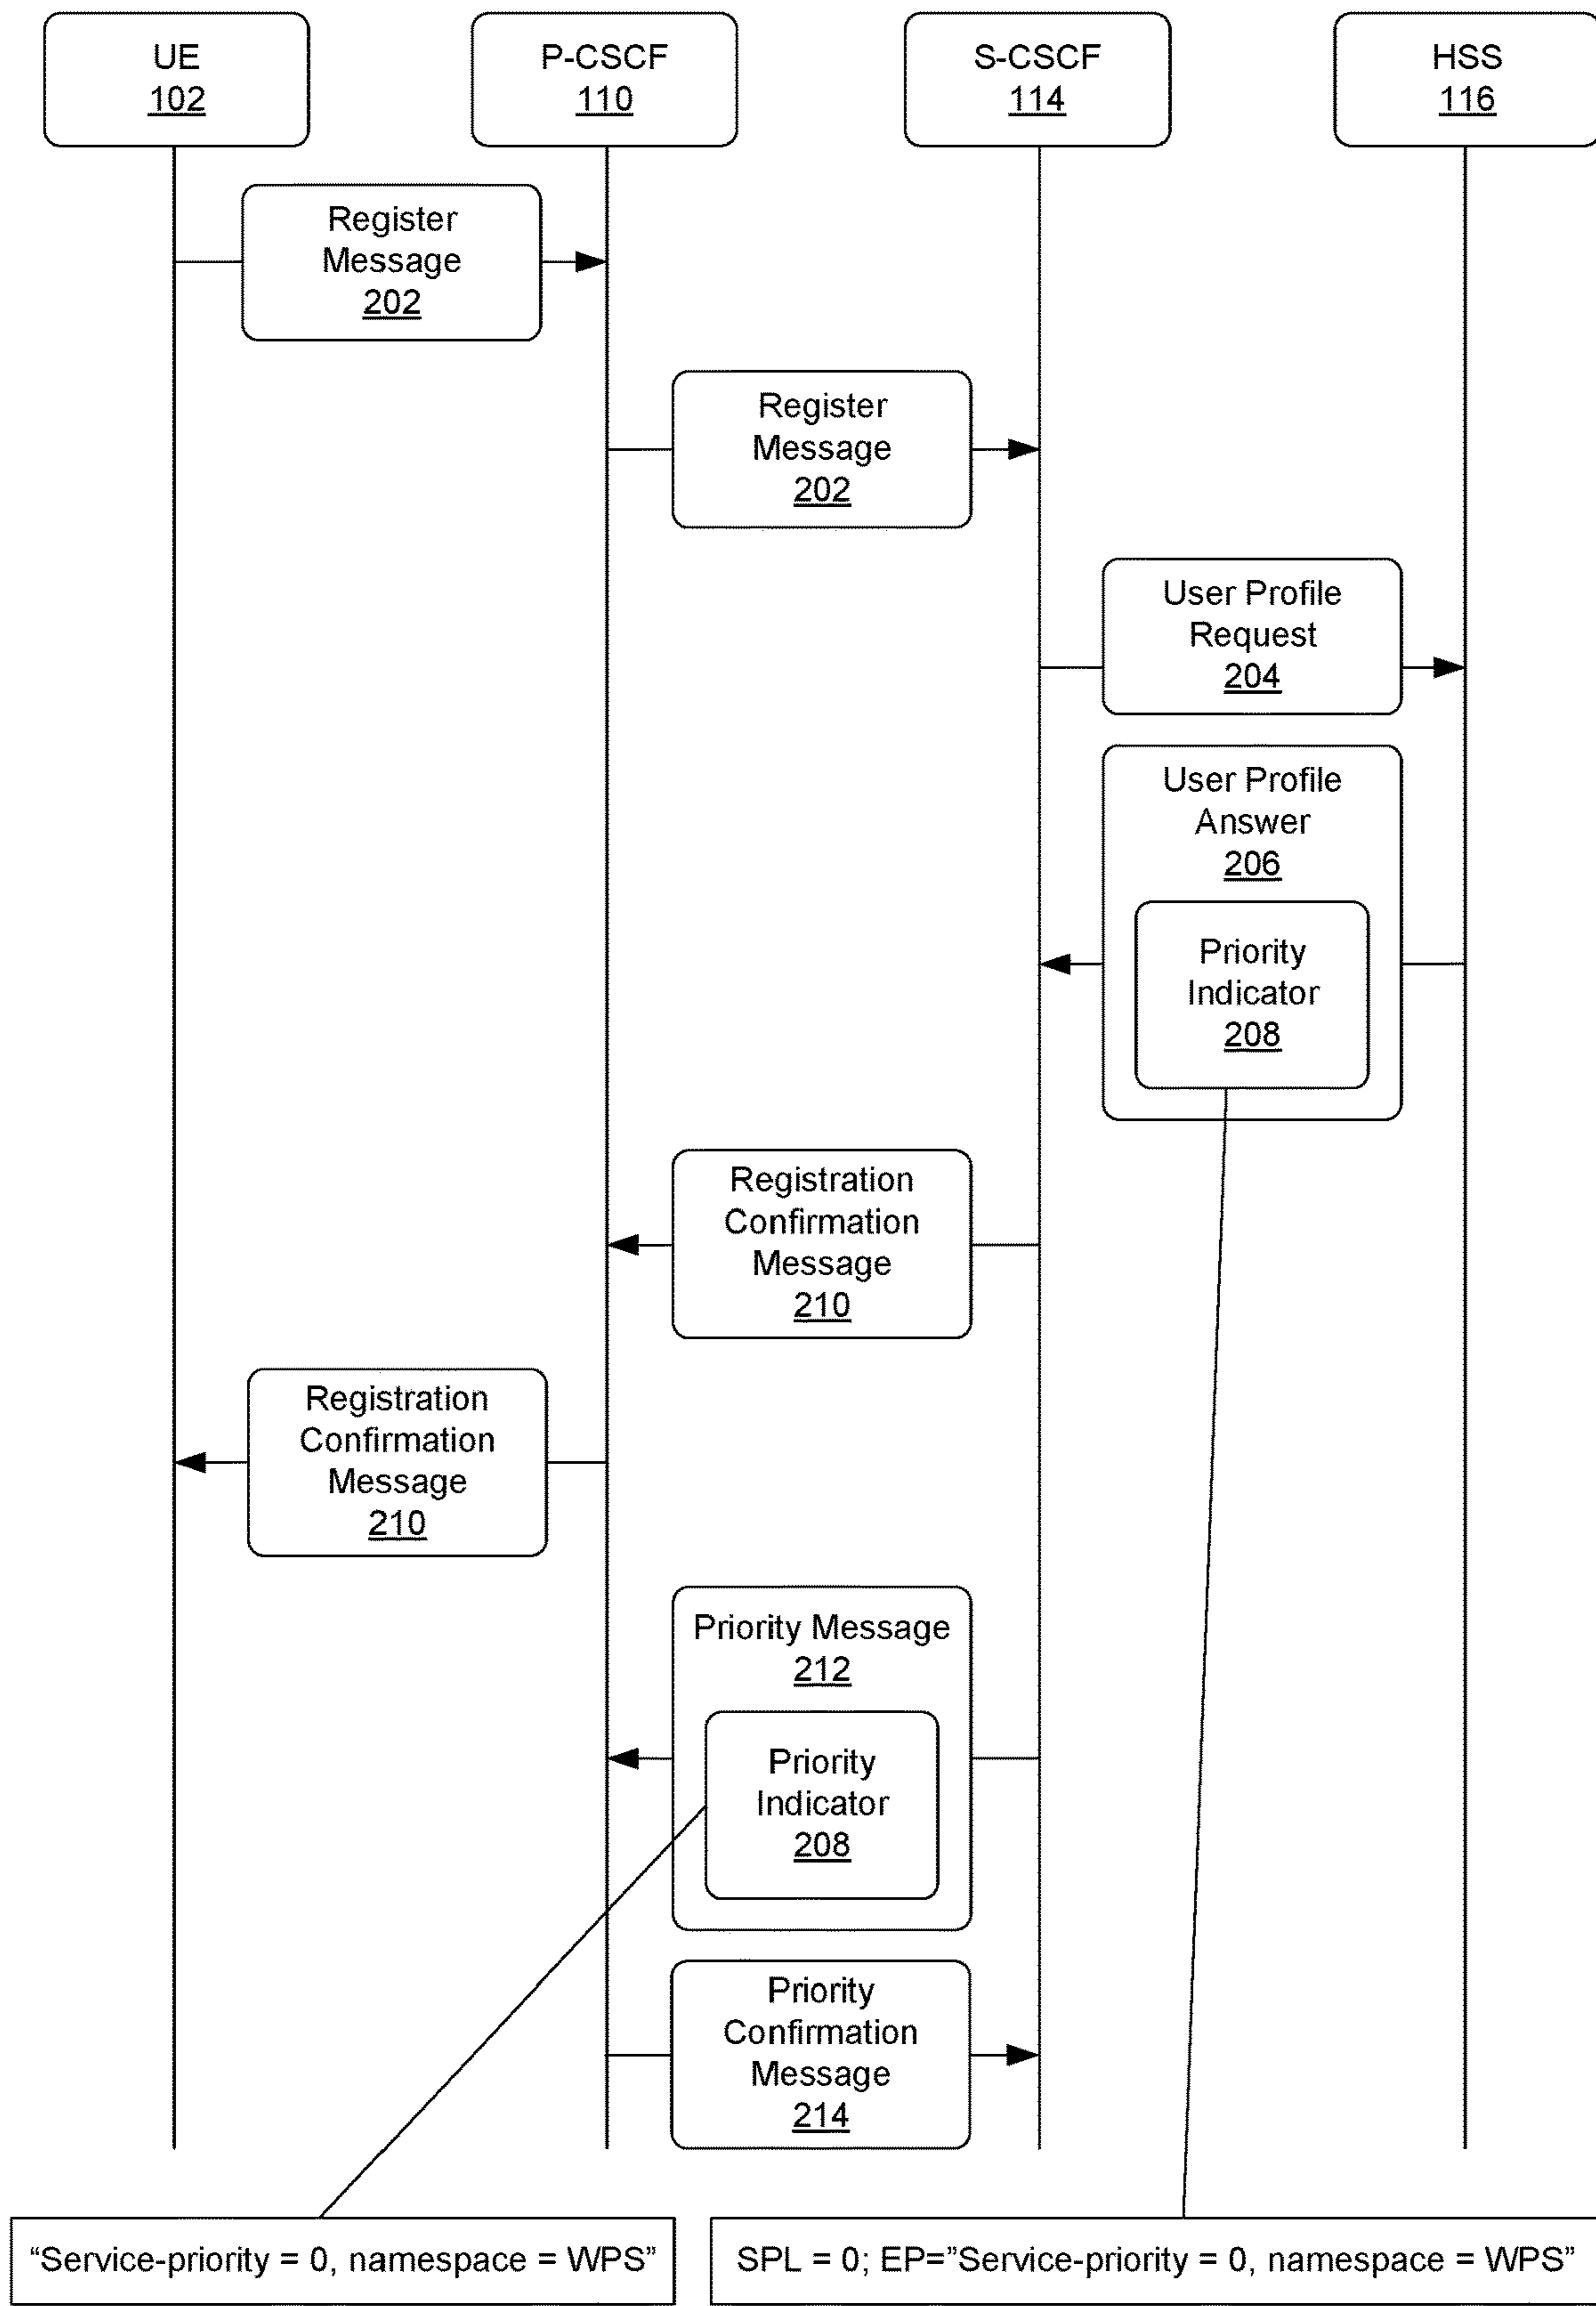 UE
102
P-CSCF
110
S-CSCF
114
HSS
116
Register
Message
202
Register
Message
202
User Profile
Request
204
User Profile
Answer
206
Priority
Indicator
208
Registration
Confirmation
Message
210
Registration
Confirmation
Message
210
Priority Message
212
Priority
Indicator
208
Priority
Confirmation
Message
214
“Service-priority = 0, namespace = WPS”
SPL = 0; EP=”Service-priority = 0, namespace = WPS”